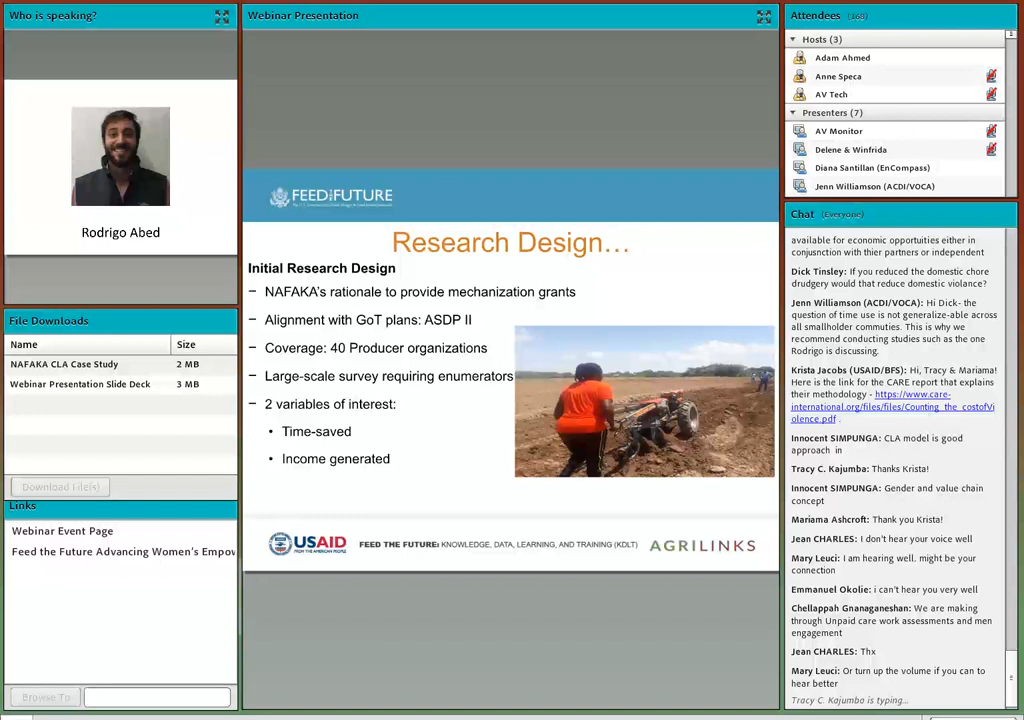 Who is speaking?
Rodrigo Abed
File Downloads
Name Size
NAFAKA CLA Case Study 2 MB
Webinar Presentation Slide Deck 3 MB
Download File(s)
Links
Webinar Event Page
Feed the Future Advancing Women's Empov
Browse To
Webinar Presentation
FEED THE FUTURE
Research Design…
Initial Research Design
– NAFAKA's rationale to provide mechanization grants
– Alignment with GoT plans: ASDP II
– Coverage: 40 Producer organizations
– Large-scale survey requiring enumerators
– 2 variables of interest:
• Time-saved
• Income generated
USAID
FROM THE AMERICAN PEOPLE
FEED THE FUTURE: KNOWLEDGE, DATA, LEARNING, AND TRAINING (KDLT)
AGRILINKS
Attendees (168)
Hosts (3)
Adam Ahmed
Anne Speca
AV Tech
Presenters (7)
AV Monitor
Delene & Winfrida
Diana Santillan (EnCompass)
Jenn Williamson (ACDI/VOCA)
Chat (Everyone)
available for economic opportuities either in
conjusnction with thier partners or independent
Dick Tinsley: If you reduced the domestic chore
drudgery would that reduce domestic violance?
Jenn Williamson (ACDI/VOCA): Hi Dick- the
question of time use is not generalize-able across
all smallholder commuties. This is why we
recommend conducting studies such as the one
Rodrigo is discussing.
Krista Jacobs (USAID/BFS): Hi, Tracy & Mariama!
Here is the link for the CARE report that explains
their methodology - https://www.care-
international.org/files/files/Counting_the_costofVi
olence.pdf .
Innocent SIMPUNGA: CLA model is good
approach in
Tracy C. Kajumba: Thanks Krista!
Innocent SIMPUNGA: Gender and value chain
concept
Mariama Ashcroft: Thank you Krista!
Jean CHARLES: I don't hear your voice well
Mary Leuci: I am hearing well. might be your
connection
Emmanuel Okolie: i can't hear you very well
Chellappah Gnanaganeshan: We are making
through Unpaid care work assessments and men
engagement
Jean CHARLES: Thx
Mary Leuci: Or turn up the volume if you can to
hear better
Tracy C. Kajumba is typing...